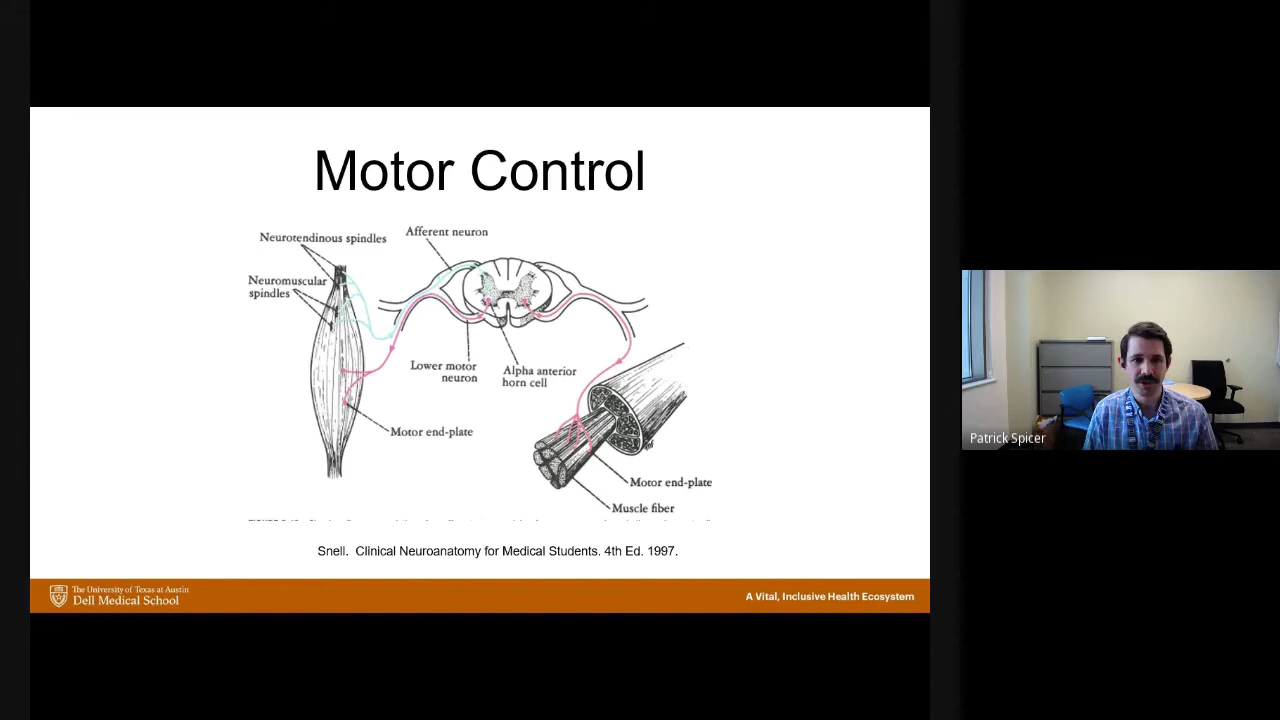 Motor Control
Neurotendinous spindles
Afferent neuron
Neuromuscular
spindles
Lower motor
neuron
Alpha anterior
horn cell
Motor end-plate
Motor end-plate
Muscle fiber
Snell. Clinical Neuroanatomy for Medical Students. 4th Ed. 1997.
The University of Texas at Austin
Dell Medical School
A Vital, Inclusive Health Ecosystem
Patrick Spicer